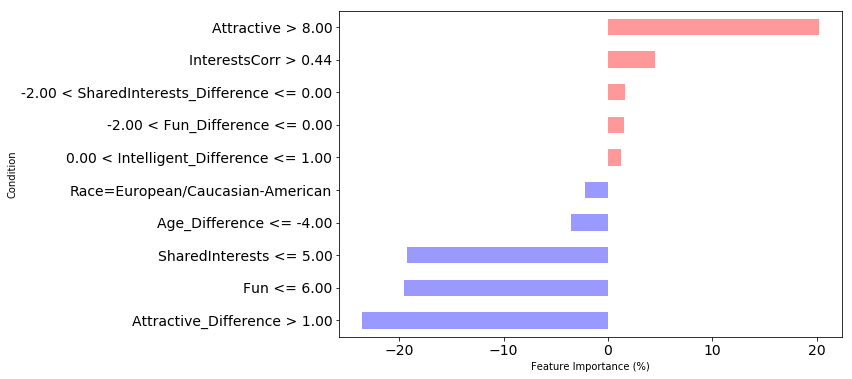 Attractive > 8.00
InterestsCorr > 0.44
-2.00 < SharedInterests_Difference <= 0.00
-2.00 < Fun_Difference <= 0.00
0.00 < Intelligent_Difference <= 1.00
Race=European/Caucasian-American
Age_Difference <= -4.00
SharedInterests <= 5.00
Fun <= 6.00
Attractive_Difference > 1.00
Condition
−20 −10 0 10 20
Feature Importance (%)